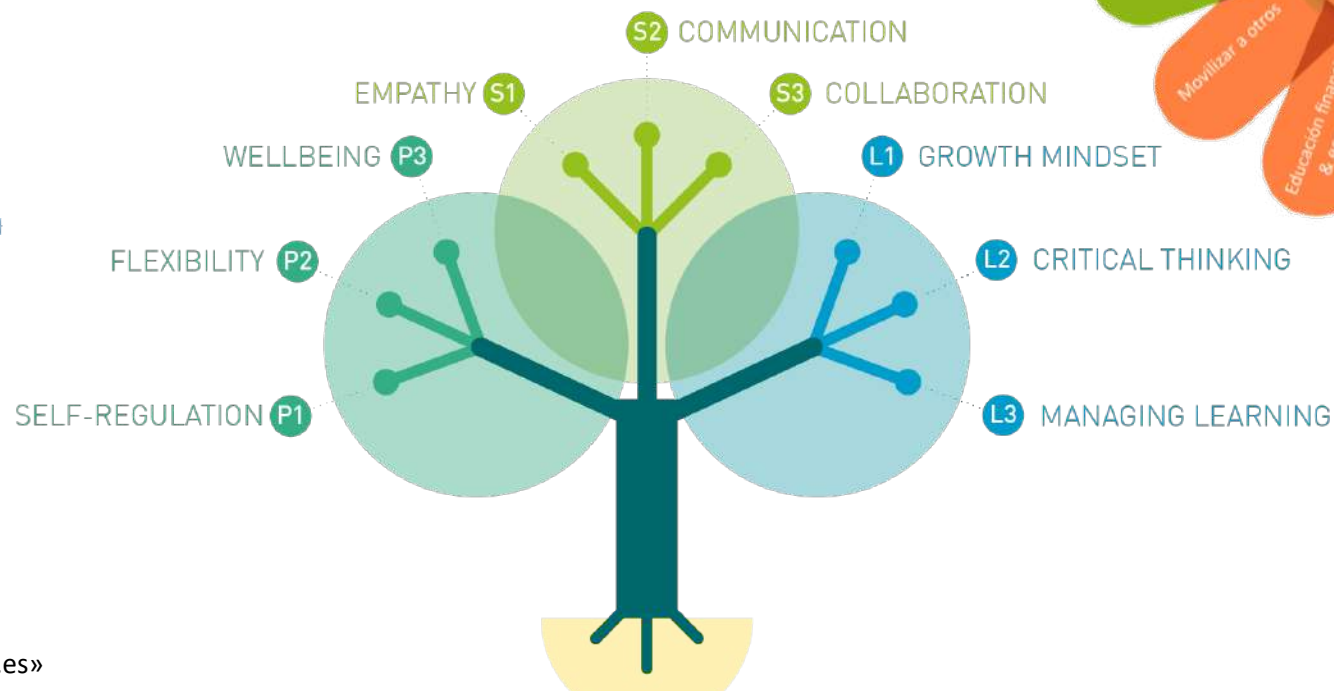 S2 COMMUNICATION
EMPATHY S1
S3 COLLABORATION
WELLBEING P3
L1 GROWTH MINDSET
FLEXIBILITY P2
L2 CRITICAL THINKING
SELF-REGULATION P1
L3 MANAGING LEARNING
Movilizar a otros
Educación
&
es»